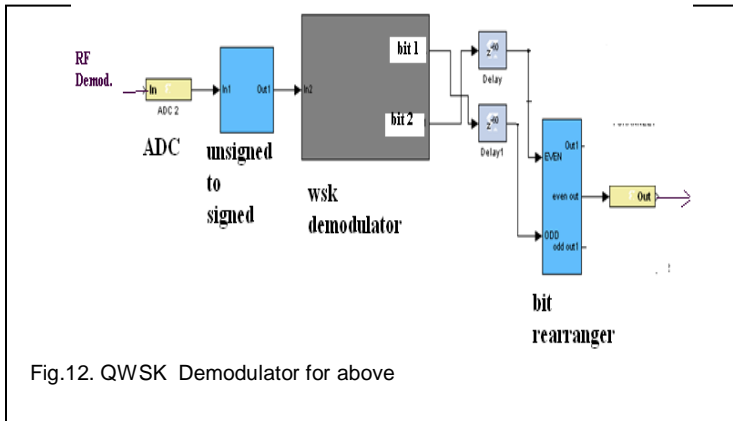 RF
Demod.
In
ADC 2
ADC
In1
Out1
unsigned
to
signed
In2
bit 1
bit 2
wsk
demodulator
Delay
Delay1
EVEN
ODD
Out1
even out
odd out1
Out
bit
rearranger
Fig.12. QWSK Demodulator for above